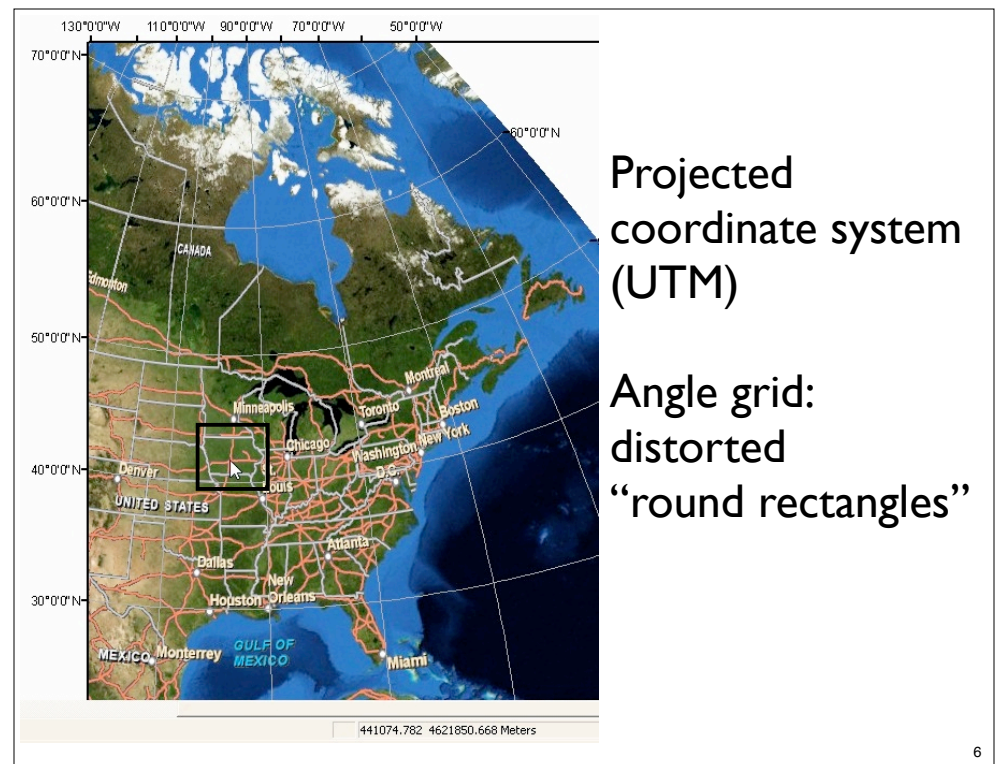 130°0'0"W 110°0'0"W 90°0'0"W 70°0'0"W 50°0'0"W
70°0'0"N
60°0'0"N
60°0'0"N
CANADA
Edmonton
50°0'0"N
Montreal
Minneapolis
Toronto
Boston
Chicago
New York
Washington
D.C.
40°0'0"N
Denver
St.
Louis
UNITED STATES
Atlanta
Dallas
New
Orleans
30°0'0"N
Houston
GULF OF
MEXICO
MEXICO
Monterrey
Miami
441074.782 4621850.668 Meters
Projected
coordinate system
(UTM)
Angle grid:
distorted
“round rectangles”
6